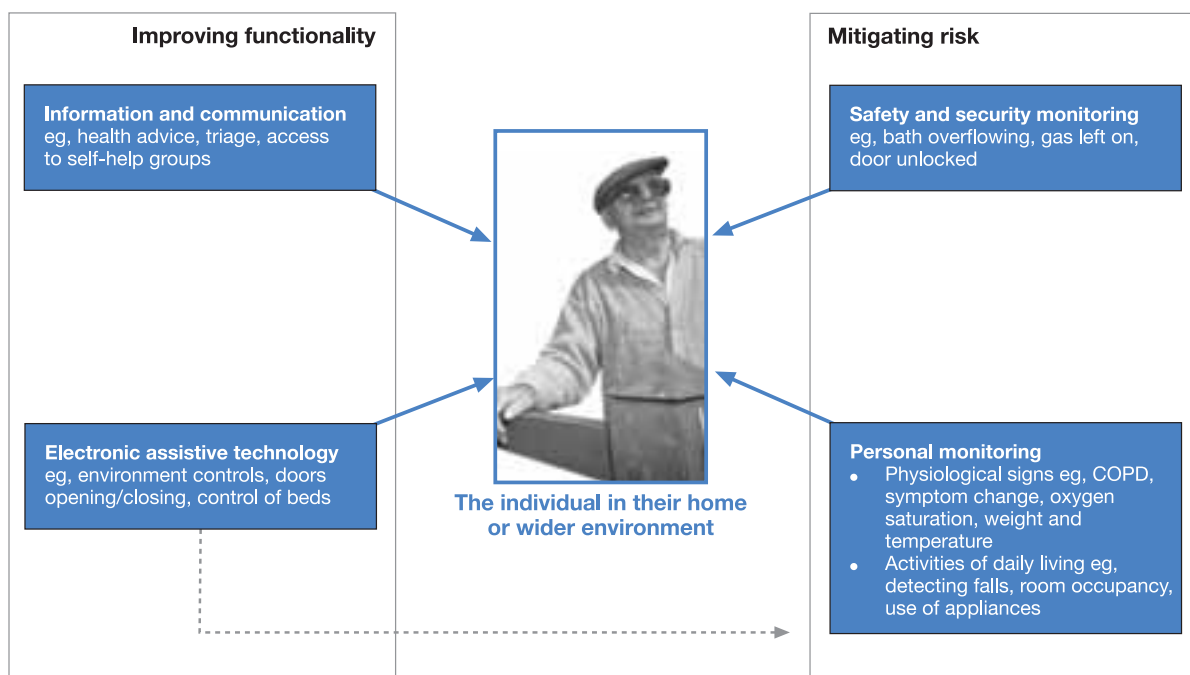 Improving functionality
Information and communication
eg, health advice, triage, access
to self-help groups
Electronic assistive technology
eg, environment controls, doors
opening/closing, control of beds
The individual in their home
or wider environment
Mitigating risk
Safety and security monitoring
eg, bath overflowing, gas left on,
door unlocked
Personal monitoring
• Physiological signs eg, COPD,
symptom change, oxygen
saturation, weight and
temperature
• Activities of daily living eg,
detecting falls, room occupancy,
use of appliances